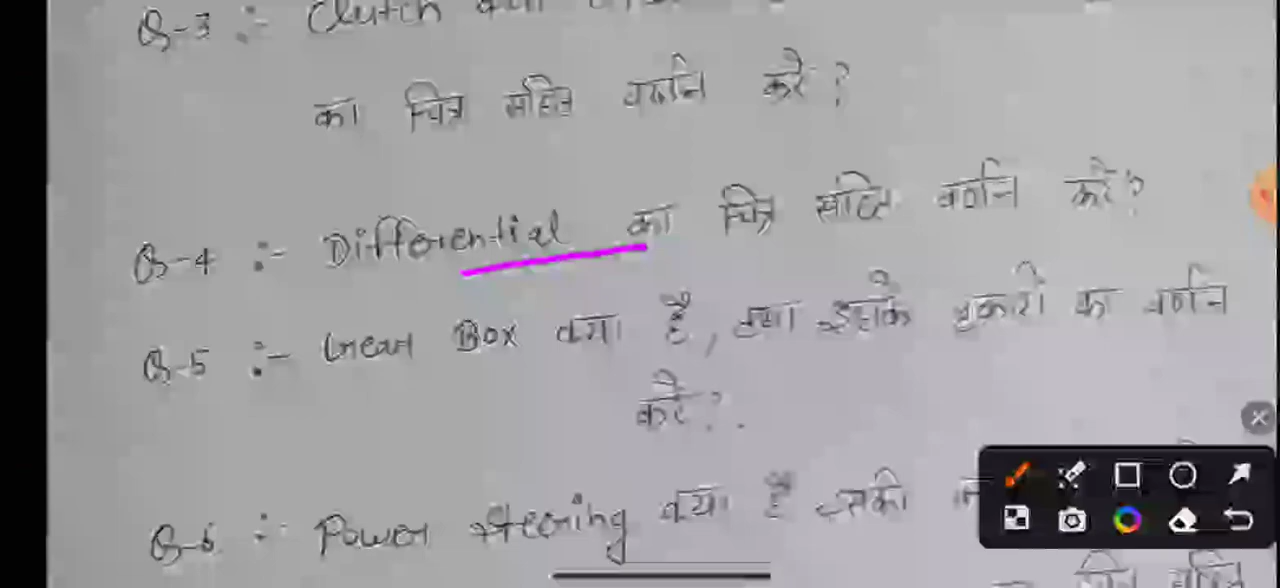 Q-3 :- Clutch क्या
का चित्र सहित वर्णन करे ?
Q-4 :- Differential का चित्र सहित वर्णन करे ?
Q-5 :- Gear Box क्या है , तथा इसके प्रकारो का वर्णन
करे ? .
Q-6 :- Power steering क्या है इसकी